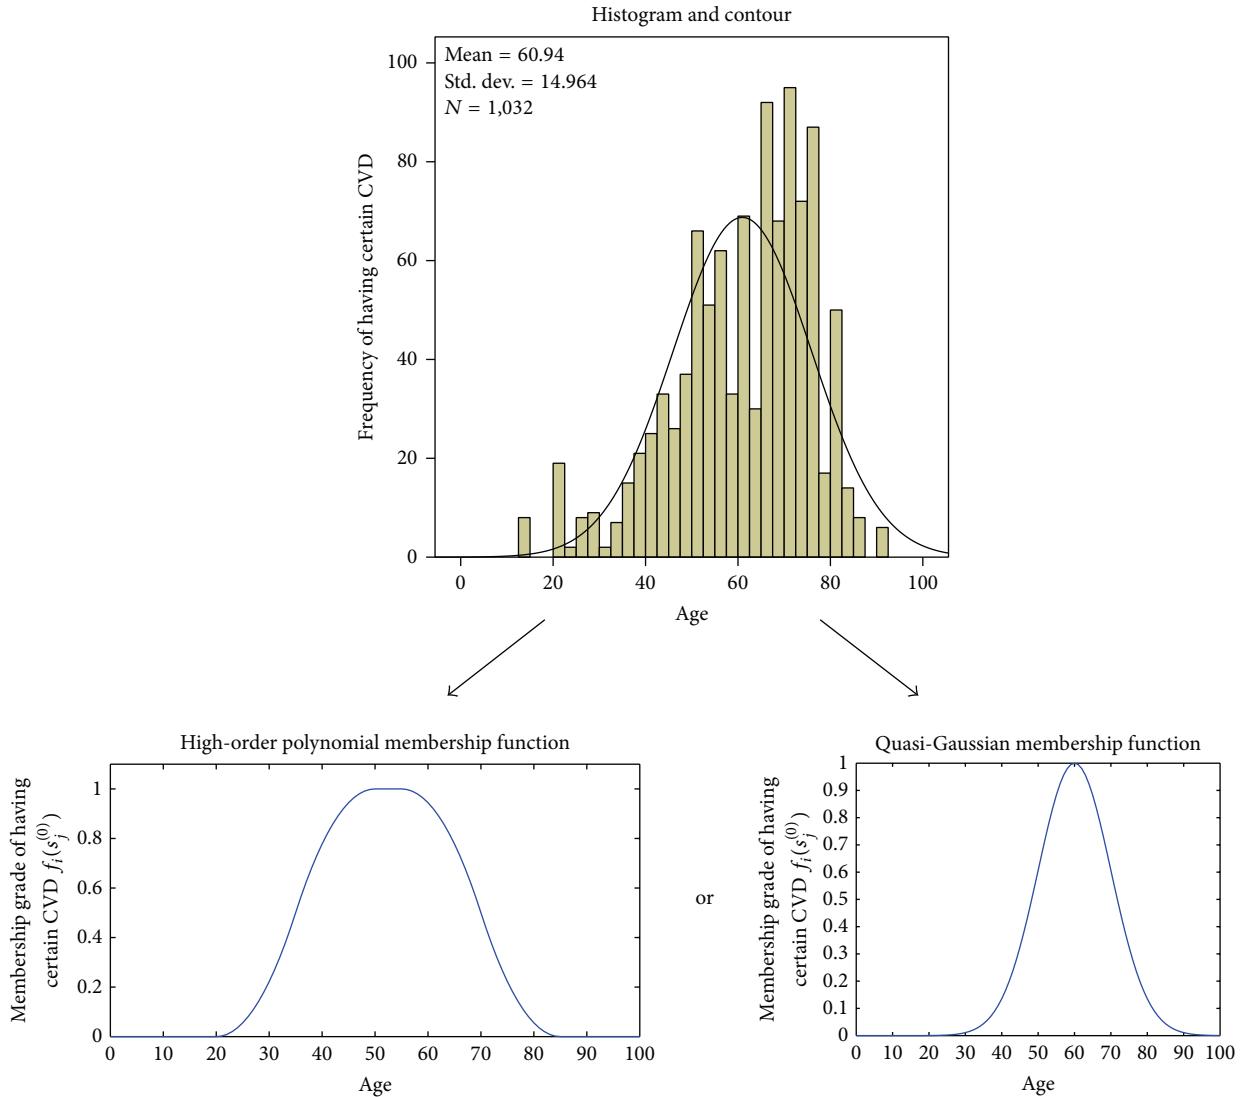 Histogram and contour
Mean = 60.94
Std. dev. = 14.964
N = 1,032
100
80
60
40
20
0
Frequency of having certain CVD
0 20 40 60 80 100
Age
High-order polynomial membership function
1
0.8
0.6
0.4
0.2
0
Membership grade of having
certain CVD f_i(s_j^{(0)})
0 10 20 30 40 50 60 70 80 90 100
Age
or
Quasi-Gaussian membership function
1
0.9
0.8
0.7
0.6
0.5
0.4
0.3
0.2
0.1
0
Membership grade of having
certain CVD f_i(s_j^{(0)})
0 10 20 30 40 50 60 70 80 90 100
Age